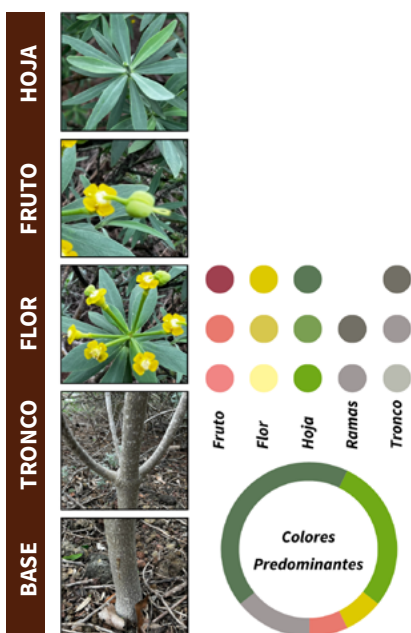 HOJA
FRUTO
FLOR
TRONCO
BASE
Fruto
Flor
Hoja
Ramas
Tronco
Colores
Predominantes